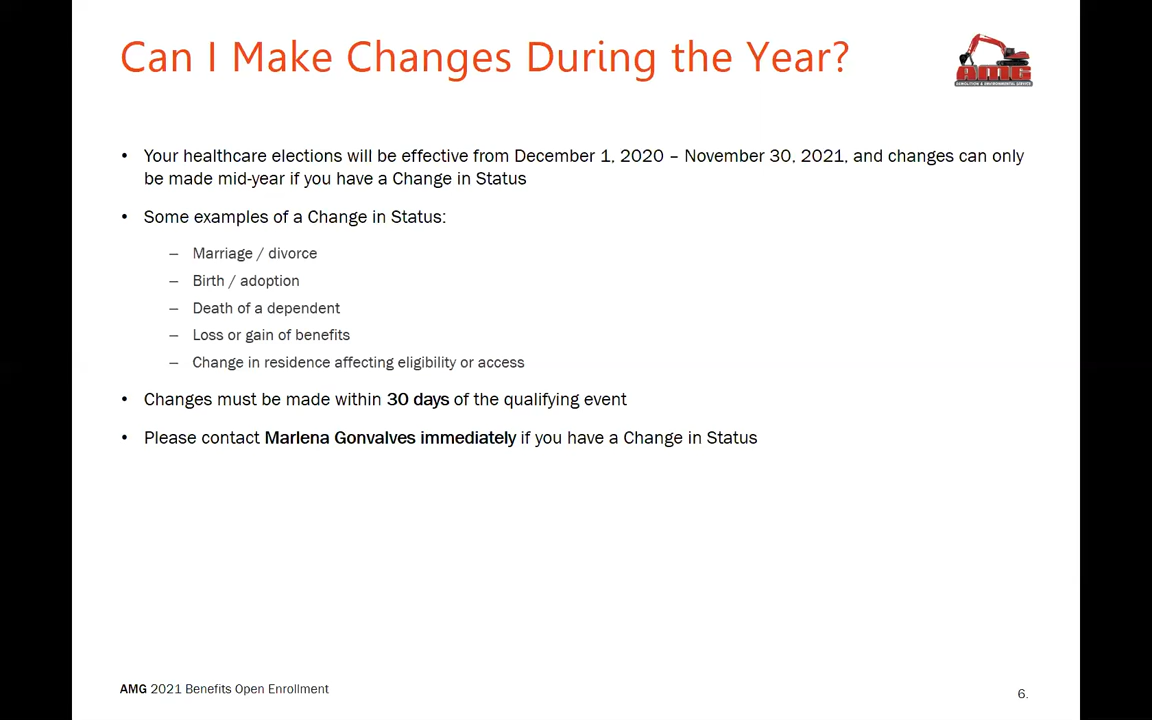 Can I Make Changes During the Year?
AMG
DEMOLITION & ENVIRONMENTAL SERVICES
• Your healthcare elections will be effective from December 1, 2020 – November 30, 2021, and changes can only
be made mid-year if you have a Change in Status
• Some examples of a Change in Status:
– Marriage / divorce
– Birth / adoption
– Death of a dependent
– Loss or gain of benefits
– Change in residence affecting eligibility or access
• Changes must be made within 30 days of the qualifying event
• Please contact Marlena Gonvalves immediately if you have a Change in Status
AMG 2021 Benefits Open Enrollment
6.